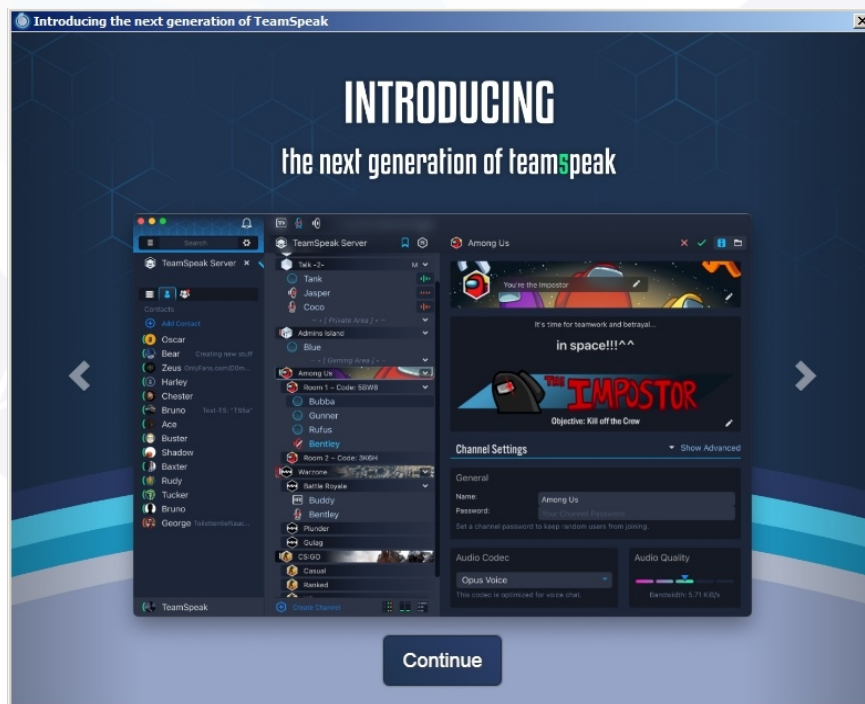 Introducing the next generation of TeamSpeak
INTRODUCING
the next generation of teamspeak
Search
TeamSpeak Server
Contacts
Add Contact
Oscar
Bear Creating new stuff
Zeus
Harley
Chester
Bruno
Ace
Buster
Shadow
Baxter
Rudy
Tucker
Bruno
George
TeamSpeak
TeamSpeak Server
Talk -2- M
Tank
Jasper
Coco
- - [ Private Area ] - -
Admins Island
Blue
- - [ Gaming Area ] - -
Among Us
Room 1 - Code: 5BW8
Bubba
Gunner
Rufus
Bentley
Room 2 - Code: 3K6H
Warzone
Battle Royale
Buddy
Bentley
Plunder
Gulag
CS:GO
Casual
Ranked
Create Channel
Among Us
You're the Impostor
It's time for teamwork and betrayal...
in space!!!^^
THE IMPOSTOR
Objective: Kill off the Crew
Channel Settings
Show Advanced
General
Name: Among Us
Password: Your Channel Password
Set a channel password to keep random users from joining.
Audio Codec
Opus Voice
This codec is optimized for voice chat.
Audio Quality
Bandwidth: 5.71 KiB/s
Continue